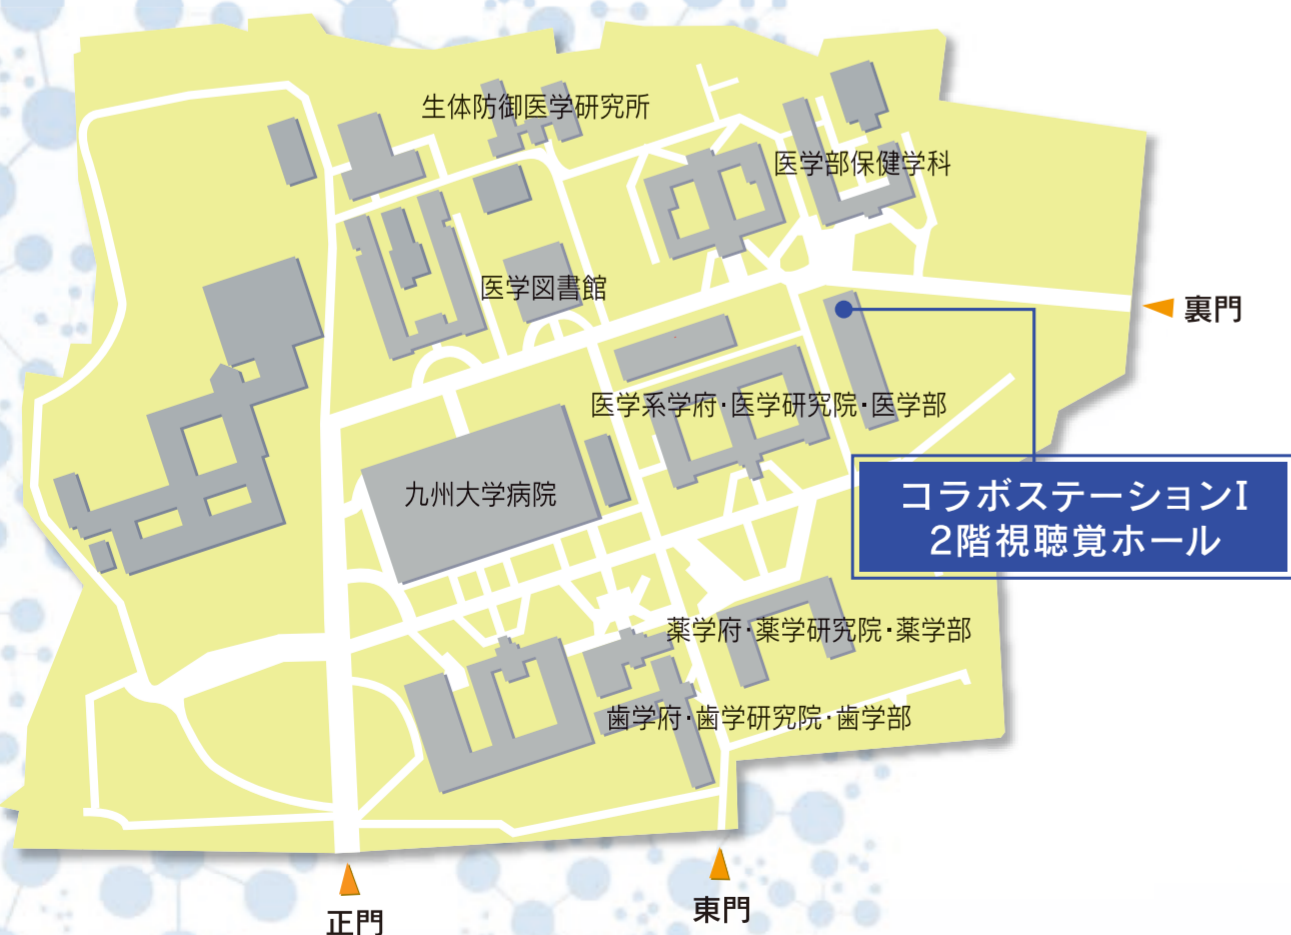 生体防御医学研究所
医学部保健学科
医学図書館
裏門
医学系学府・医学研究院・医学部
九州大学病院
コラボステーションI
2階視聴覚ホール
薬学府・薬学研究院・薬学部
歯学府・歯学研究院・歯学部
正門
東門